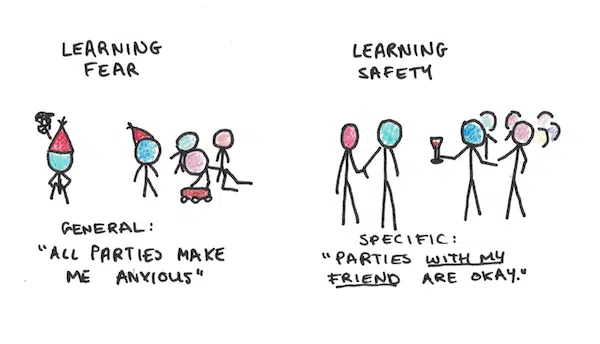 LEARNING
FEAR
GENERAL:
"ALL PARTIES MAKE
ME ANXIOUS"
LEARNING
SAFETY
SPECIFIC:
"PARTIES WITH MY
FRIEND ARE OKAY."